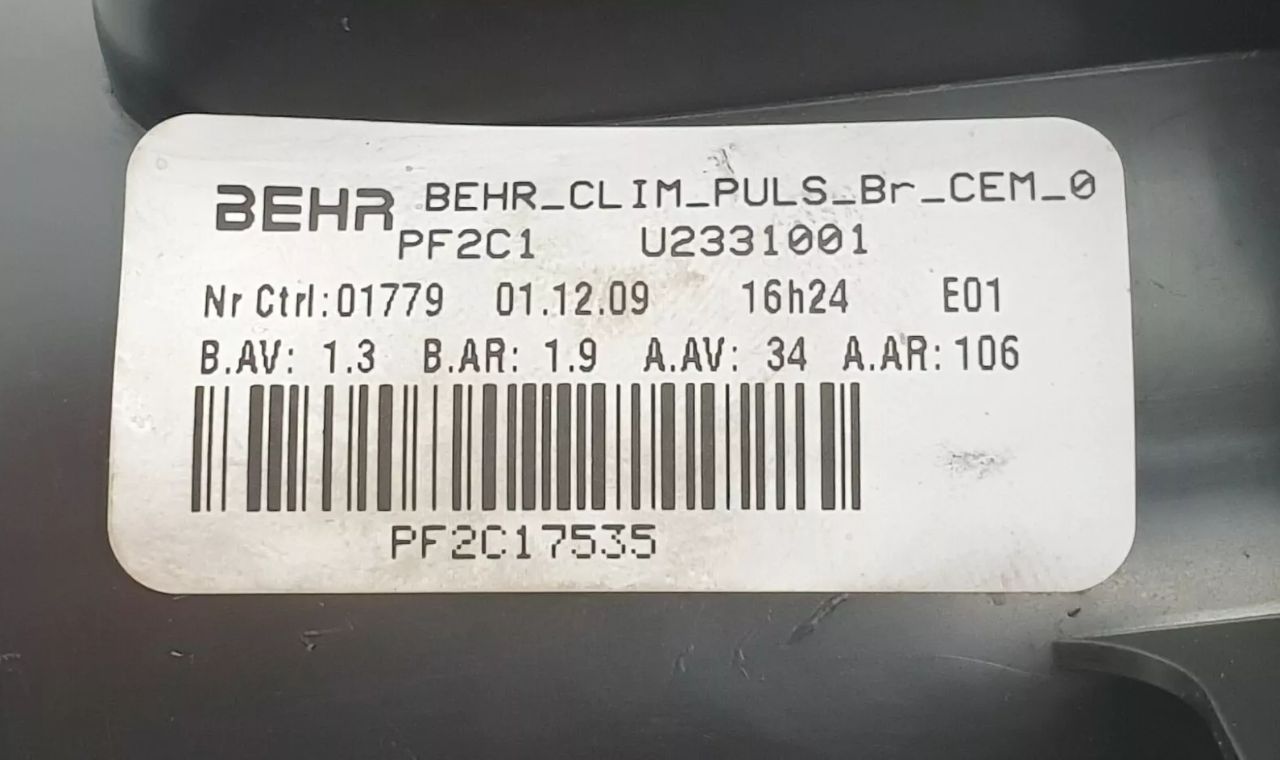 BEHR BEHR_CLIM_PULS_Br_CEM_0
PF2C1 U2331001
Nr Ctrl:01779 01.12.09 16h24 E01
B.AV: 1.3 B.AR: 1.9 A.AV: 34 A.AR: 106
PF2C17535